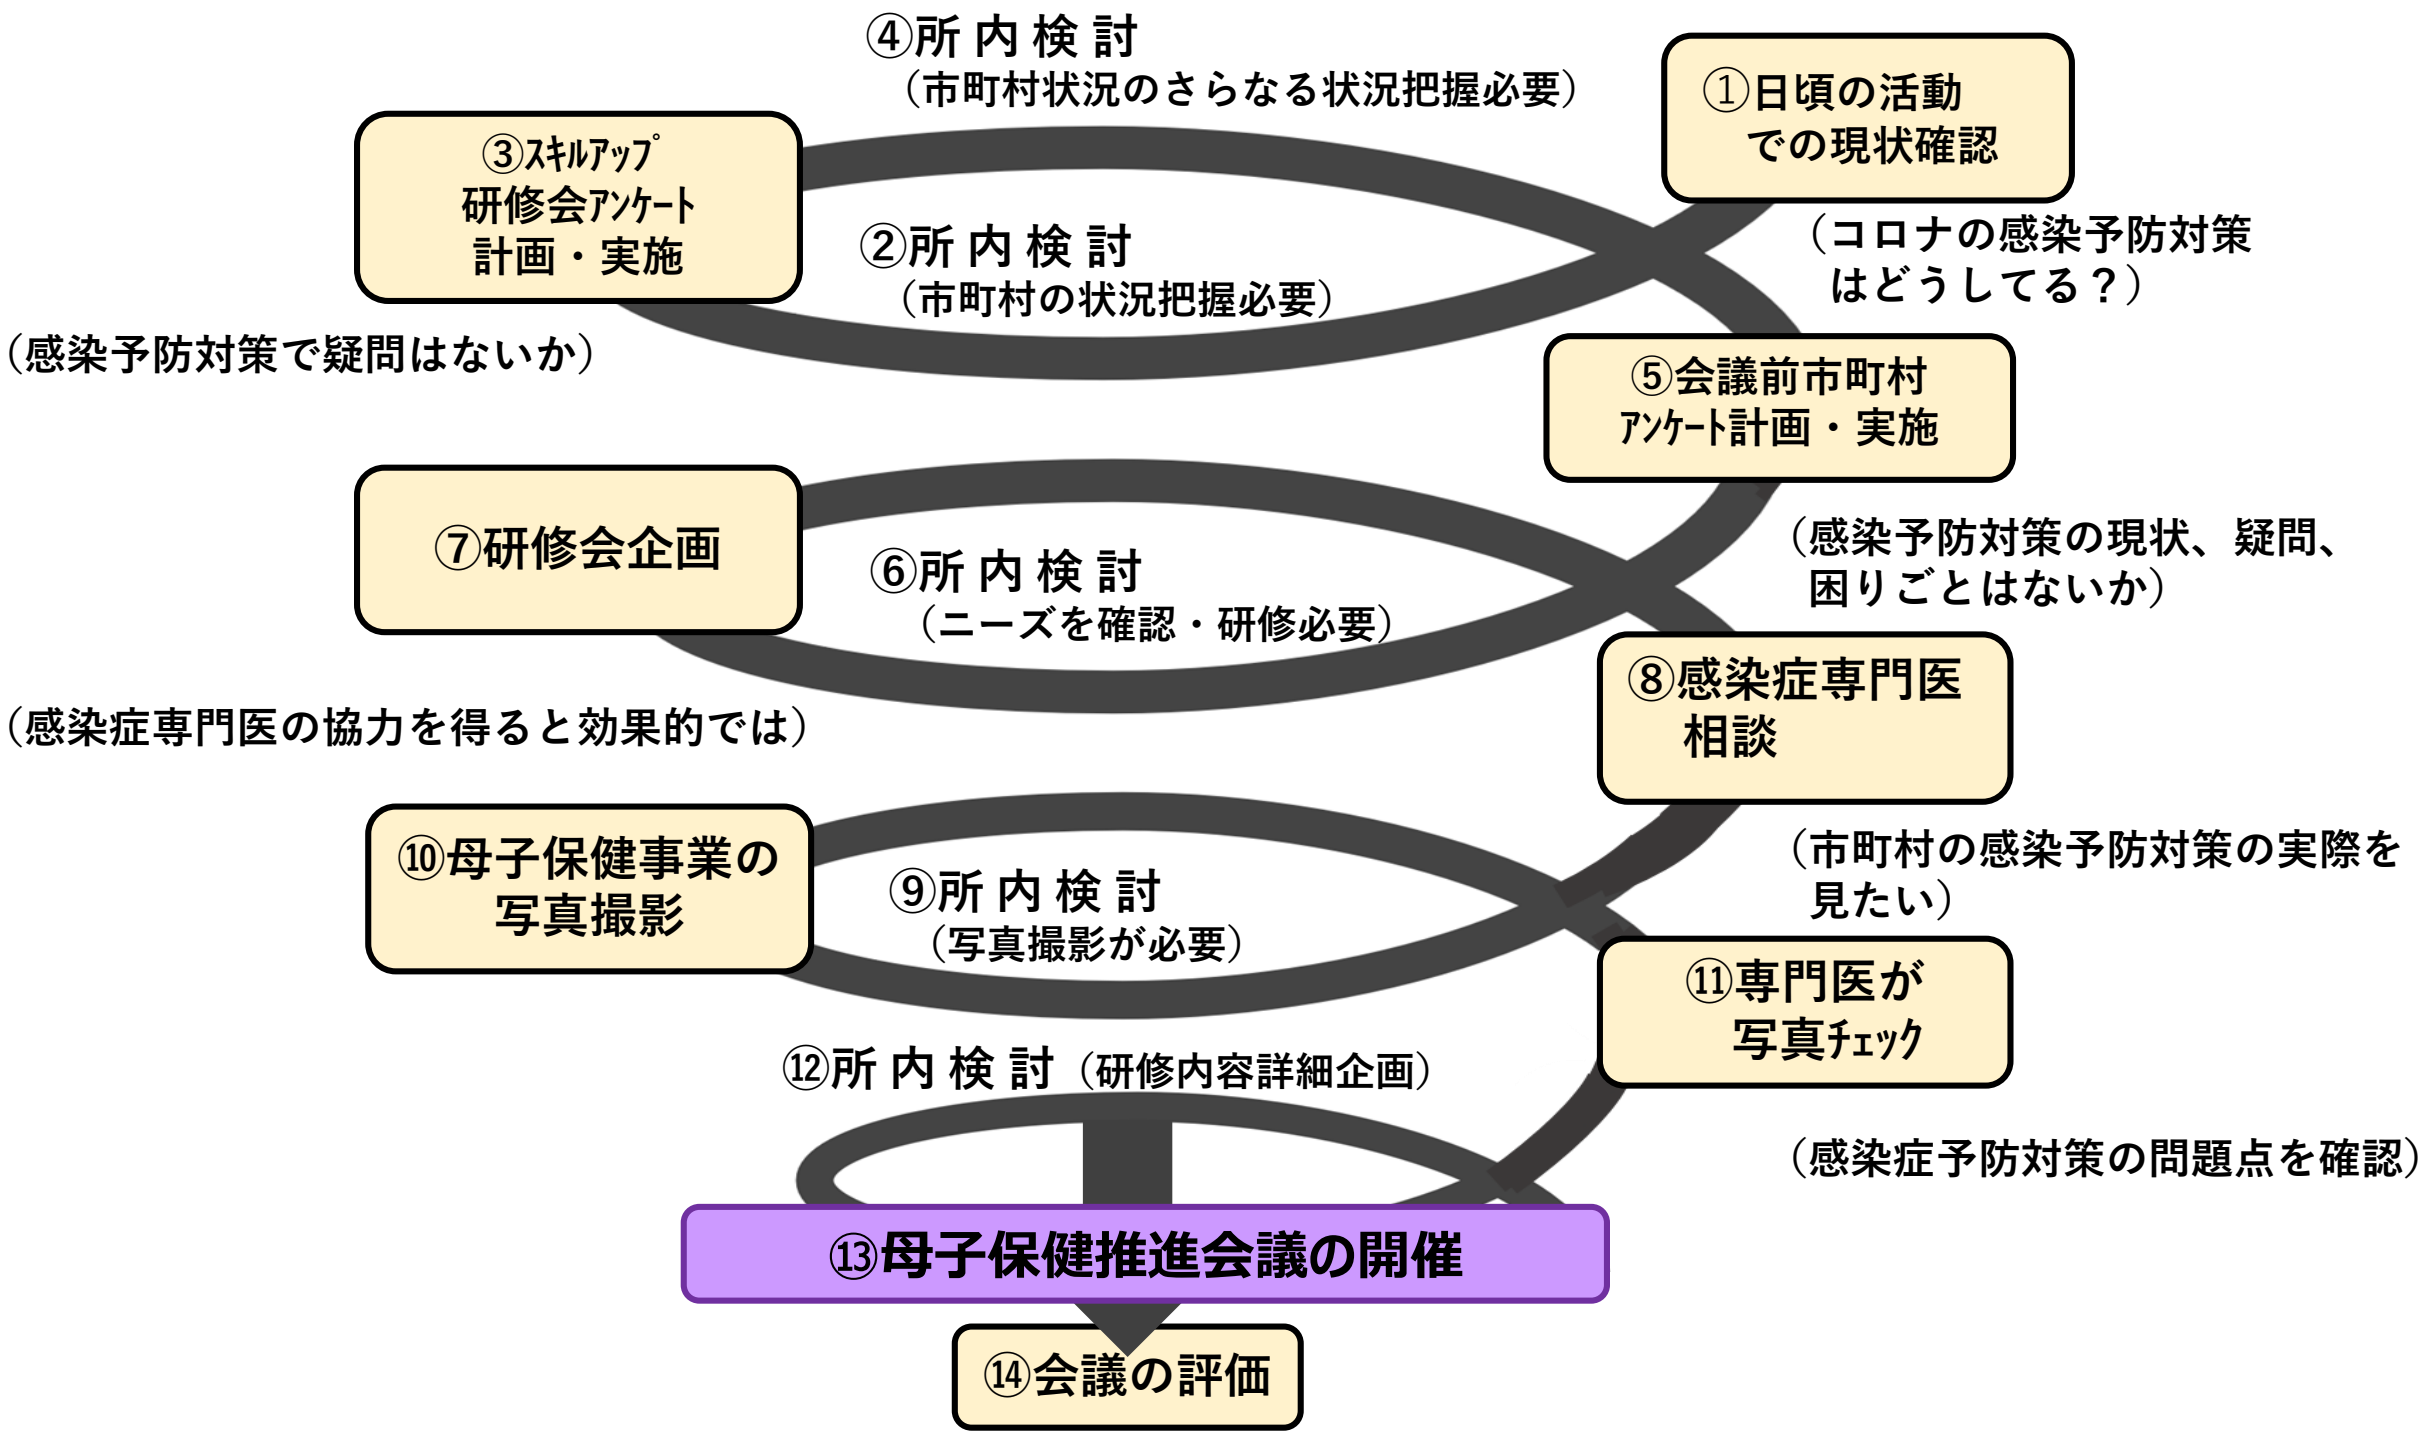 ④所 内 検 討
（市町村状況のさらなる状況把握必要）
①日頃の活動
での現状確認
（コロナの感染予防対策
はどうしてる？）
②所 内 検 討
（市町村の状況把握必要）
③ｽｷﾙｱｯﾌﾟ
研修会ｱﾝｹｰﾄ
計画・実施
（感染予防対策で疑問はないか）
⑤会議前市町村
ｱﾝｹｰﾄ計画・実施
（感染予防対策の現状、疑問、
困りごとはないか）
⑥所 内 検 討
（ニーズを確認・研修必要）
⑦研修会企画
（感染症専門医の協力を得ると効果的では）
⑧感染症専門医
相談
（市町村の感染予防対策の実際を
見たい）
⑨所 内 検 討
（写真撮影が必要）
⑩母子保健事業の
写真撮影
⑪専門医が
写真ﾁｪｯｸ
（感染症予防対策の問題点を確認）
⑫所 内 検 討（研修内容詳細企画）
⑬母子保健推進会議の開催
⑭会議の評価